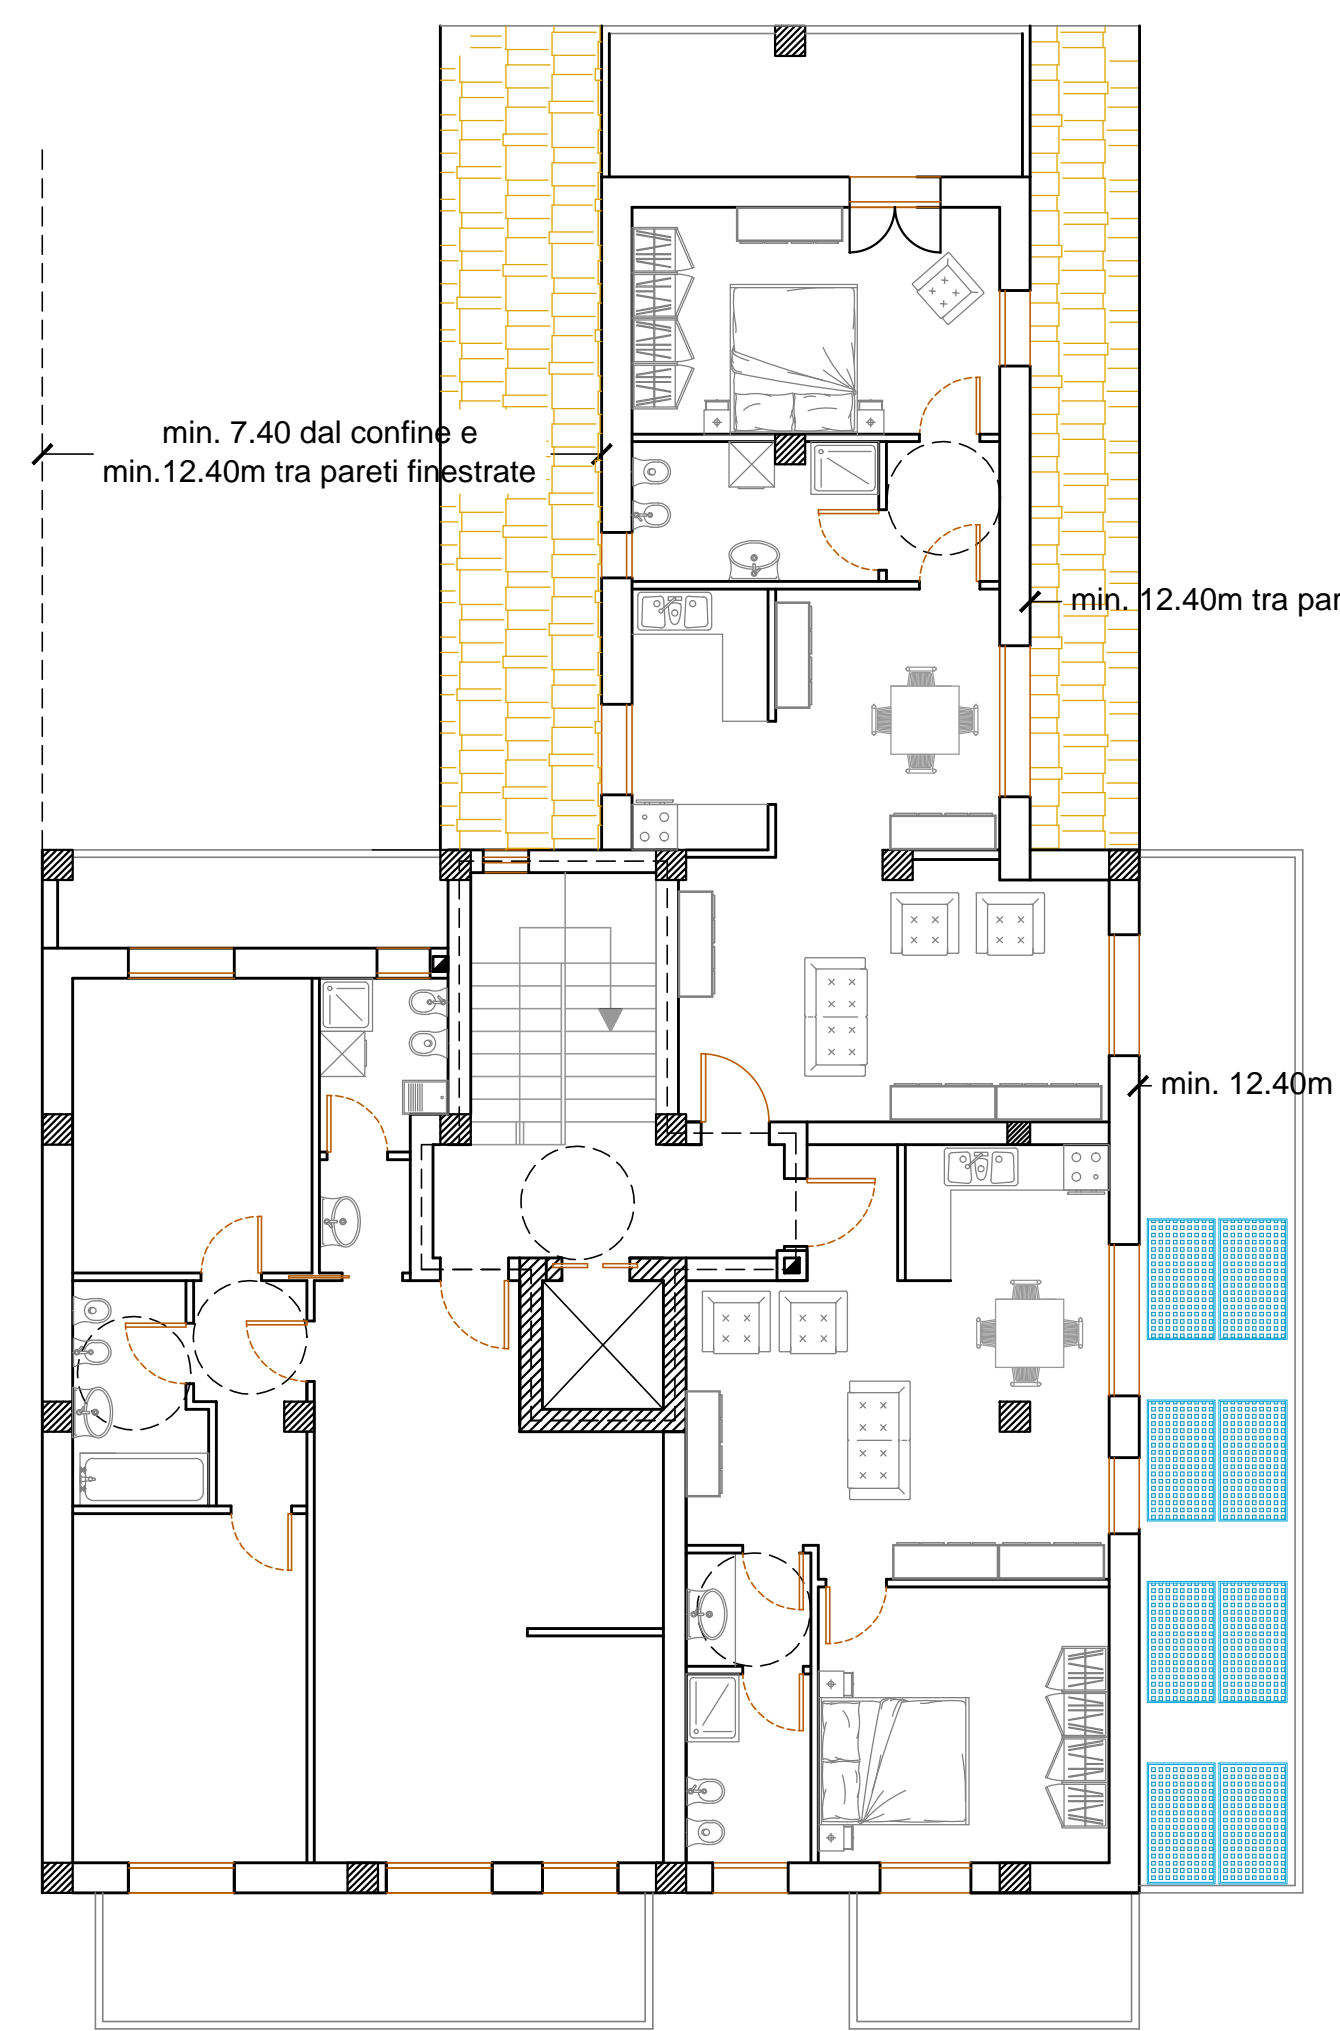 min. 7.40 dal confine e
min.12.40m tra pareti finestrate
min. 12.40m tra par
min. 12.40m